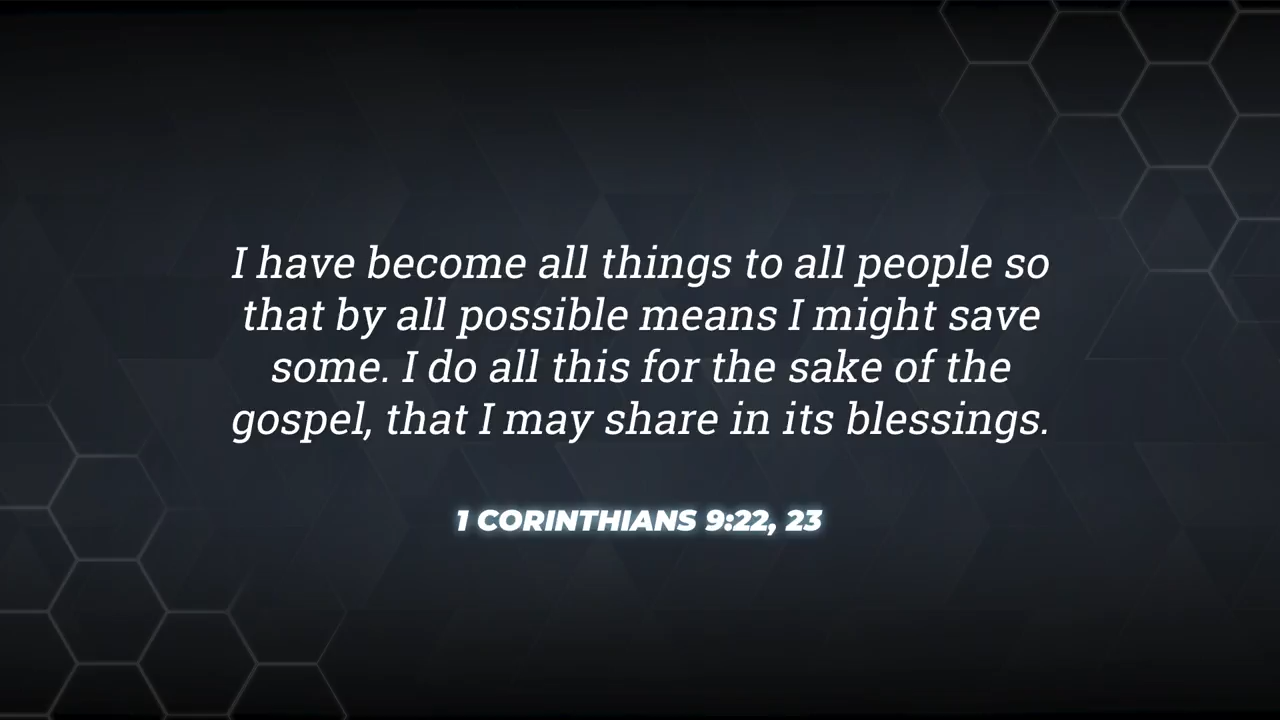 I have become all things to all people so
that by all possible means I might save
some. I do all this for the sake of the
gospel, that I may share in its blessings.
1 CORINTHIANS 9:22, 23